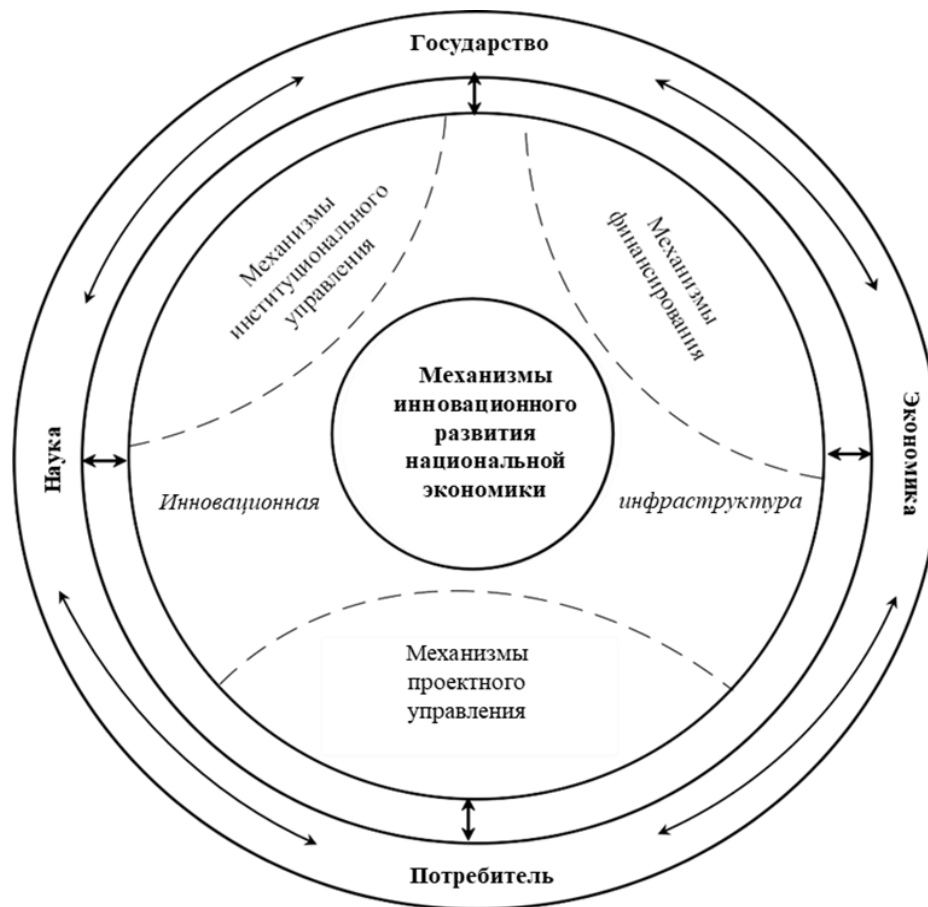 Государство
Механизмы
институционального
управления
Механизмы
финансирования
Механизмы
инновационного
развития
национальной
экономики
Наука
Экономика
Инновационная
инфраструктура
Механизмы
проектного
управления
Потребитель